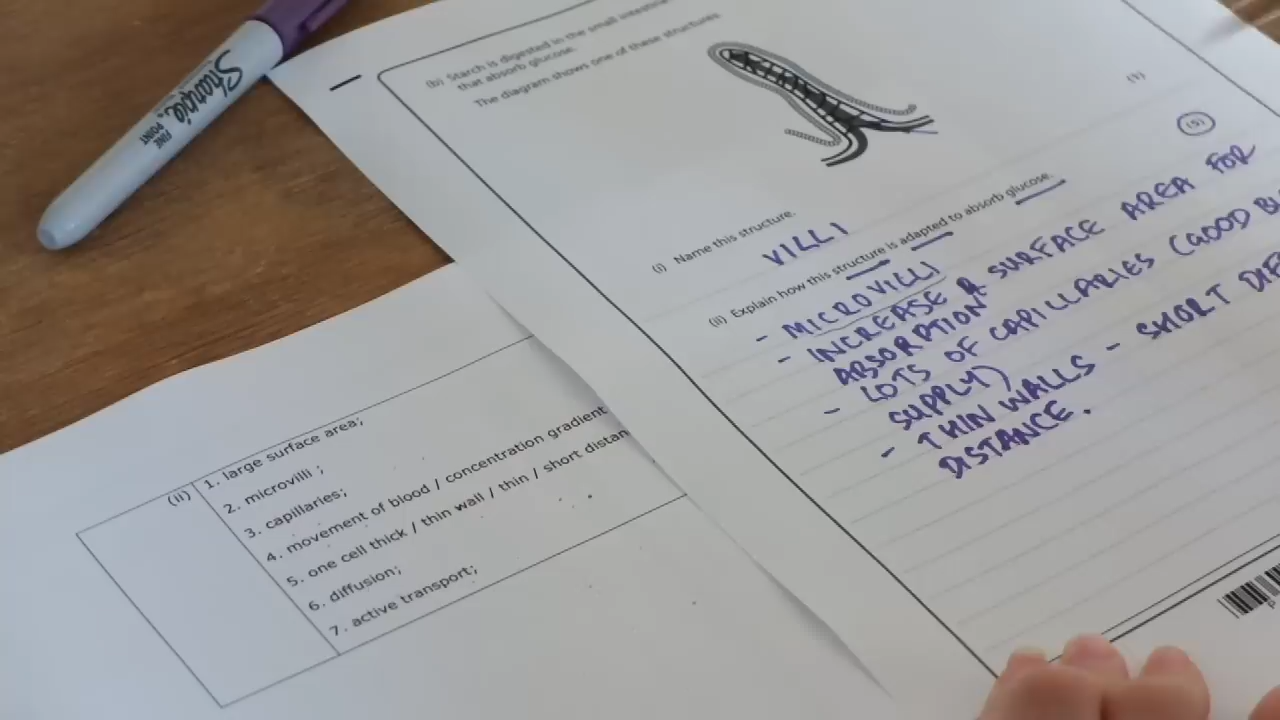 Sharpie
FINE
POINT
(b) Starch is digested in the small intestine
that absorb glucose.
The diagram shows one of these structures.
(1)
(5)
(i) Name this structure.
VILLI
(ii) Explain how this structure is adapted to absorb glucose.
- MICROVILLI
- INCREASE SURFACE AREA FOR
ABSORPTION
- LOTS OF CAPILLARIES (GOOD
SUPPLY)
- THIN WALLS - SHORT
DISTANCE.
(ii) 1. large surface area;
2. microvilli ;
3. capillaries;
4. movement of blood / concentration gradient
5. one cell thick / thin wall / thin / short
6. diffusion;
7. active transport;